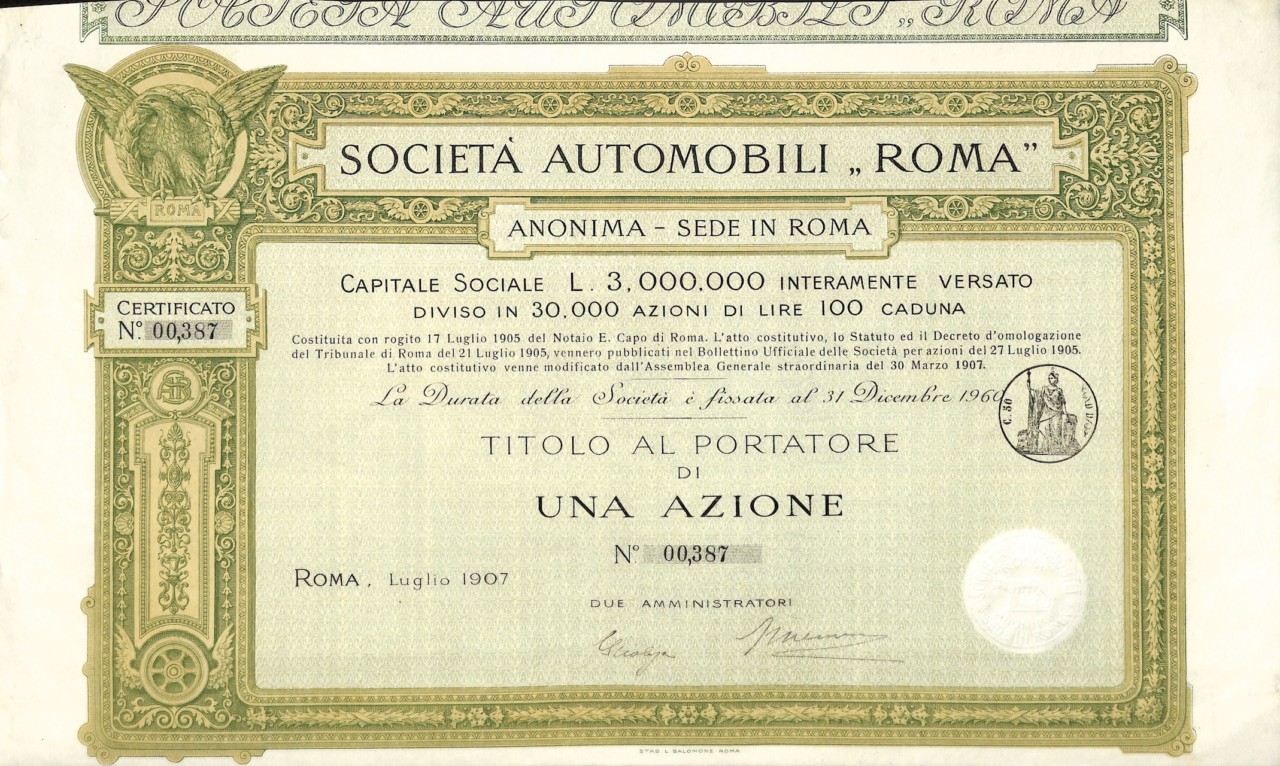 SOCIETÀ AUTOMOBILI „ROMA
SOCIETÀ AUTOMOBILI „ROMA”
ROMA
ANONIMA - SEDE IN ROMA
CAPITALE SOCIALE L. 3,000,000 INTERAMENTE VERSATO
DIVISO IN 30.000 AZIONI DI LIRE 100 CADUNA
CERTIFICATO
N.º 00,387
Costituita con rogito 17 Luglio 1905 del Notaio E. Capo di Roma. L'atto costitutivo, lo Statuto ed il Decreto d'omologazione
del Tribunale di Roma del 21 Luglio 1905, vennero pubblicati nel Bollettino Ufficiale delle Società per azioni del 27 Luglio 1905.
L'atto costitutivo venne modificato dall'Assemblea Generale straordinaria del 30 Marzo 1907.
La Durata della Società è fissata al 31 Dicembre 1960
C. 50
TITOLO AL PORTATORE
DI
UNA AZIONE
Nº 00,387
ROMA, Luglio 1907
DUE AMMINISTRATORI
STAB. L. SALOMONE ROMA